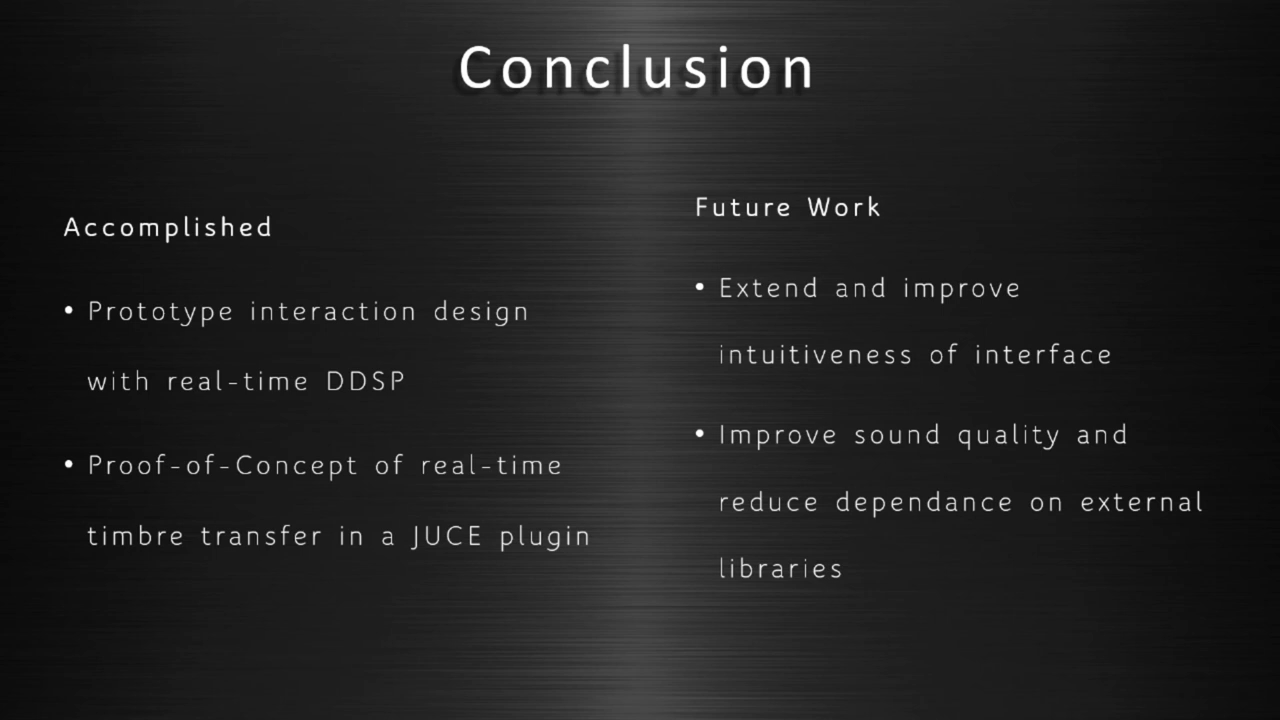 Conclusion
Accomplished
• Prototype interaction design
with real-time DDSP
• Proof-of-Concept of real-time
timbre transfer in a JUCE plugin
Future Work
• Extend and improve
intuitiveness of interface
• Improve sound quality and
reduce dependance on external
libraries